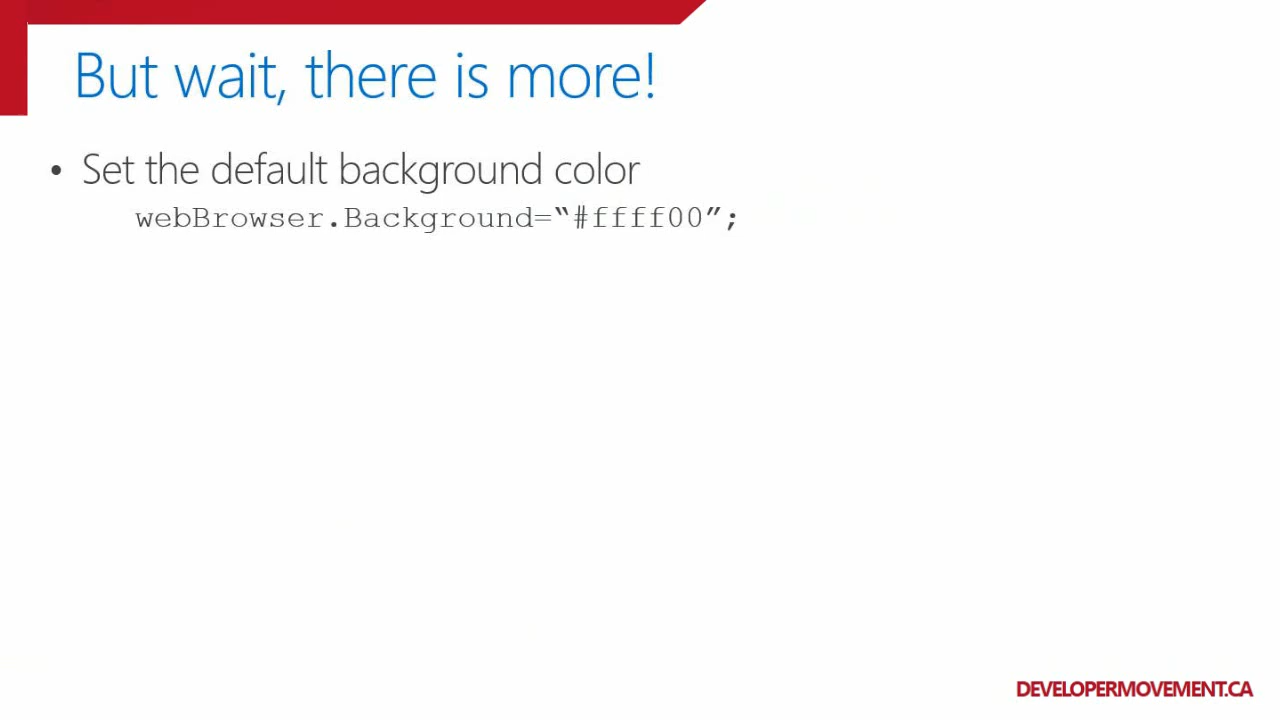 But wait, there is more!
• Set the default background color
webBrowser.Background=“#ffff00”;
DEVELOPERMOVEMENT.CA